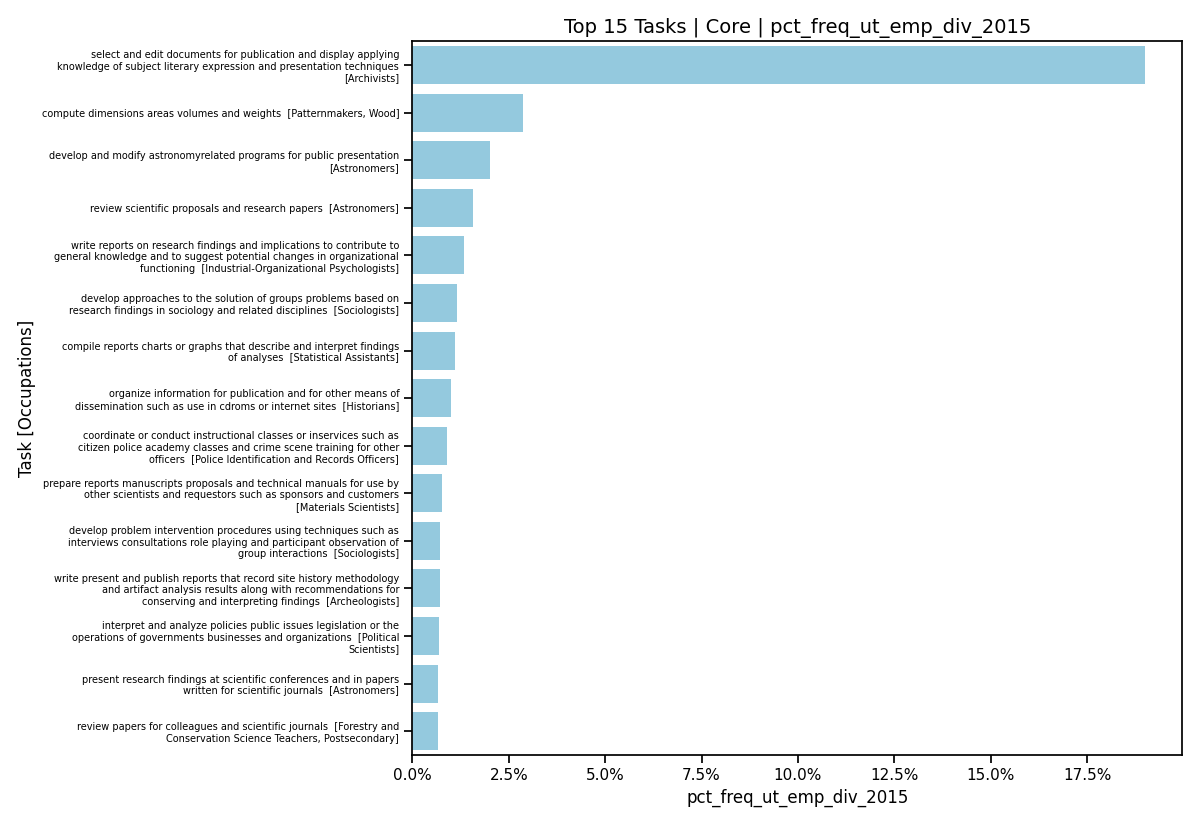 Top 15 Tasks | Core | pct_freq_ut_emp_div_2015
select and edit documents for publication and display applying
knowledge of subject literary expression and presentation techniques
[Archivists]
compute dimensions areas volumes and weights  [Patternmakers, Wood]
develop and modify astronomyrelated programs for public presentation
[Astronomers]
review scientific proposals and research papers  [Astronomers]
write reports on research findings and implications to contribute to
general knowledge and to suggest potential changes in organizational
functioning  [Industrial-Organizational Psychologists]
develop approaches to the solution of groups problems based on
research findings in sociology and related disciplines  [Sociologists]
compile reports charts or graphs that describe and interpret findings
of analyses  [Statistical Assistants]
organize information for publication and for other means of
dissemination such as use in cdroms or internet sites  [Historians]
coordinate or conduct instructional classes or inservices such as
citizen police academy classes and crime scene training for other
officers  [Police Identification and Records Officers]
prepare reports manuscripts proposals and technical manuals for use by
other scientists and requestors such as sponsors and customers
[Materials Scientists]
develop problem intervention procedures using techniques such as
interviews consultations role playing and participant observation of
group interactions  [Sociologists]
write present and publish reports that record site history methodology
and artifact analysis results along with recommendations for
conserving and interpreting findings  [Archeologists]
interpret and analyze policies public issues legislation or the
operations of governments businesses and organizations  [Political
Scientists]
present research findings at scientific conferences and in papers
written for scientific journals  [Astronomers]
review papers for colleagues and scientific journals  [Forestry and
Conservation Science Teachers, Postsecondary]
Task [Occupations]
0.0% 2.5% 5.0% 7.5% 10.0% 12.5% 15.0% 17.5%
pct_freq_ut_emp_div_2015